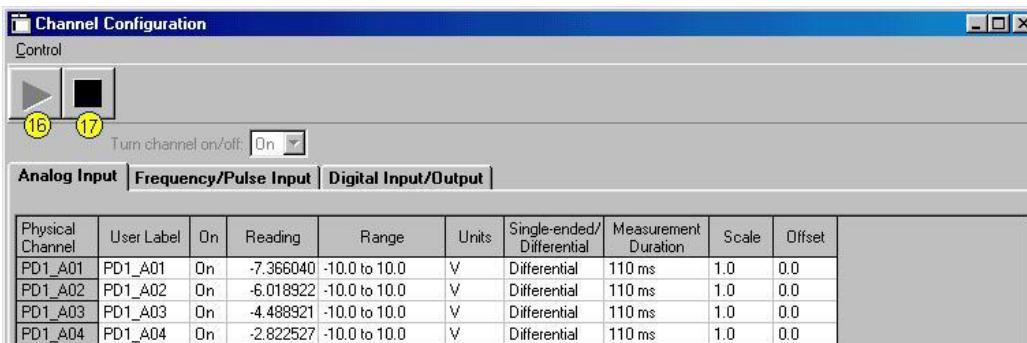 Channel Configuration
Control
16 17
Turn channel on/off: On
Analog Input Frequency/Pulse Input Digital Input/Output
Physical Channel User Label On Reading Range Units Single-ended/ Differential Measurement Duration Scale Offset
PD1_A01 PD1_A01 On -7.366040 -10.0 to 10.0 V Differential 110 ms 1.0 0.0
PD1_A02 PD1_A02 On -6.018922 -10.0 to 10.0 V Differential 110 ms 1.0 0.0
PD1_A03 PD1_A03 On -4.488921 -10.0 to 10.0 V Differential 110 ms 1.0 0.0
PD1_A04 PD1_A04 On -2.822527 -10.0 to 10.0 V Differential 110 ms 1.0 0.0